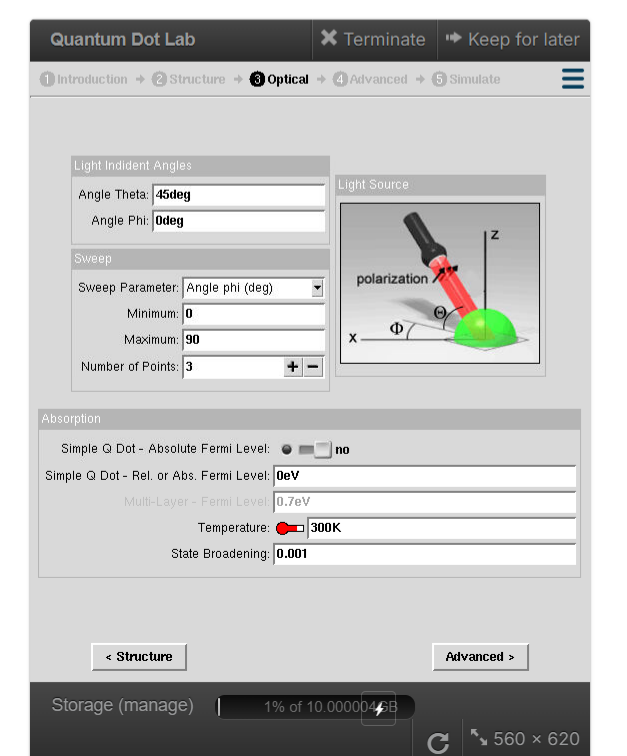 Quantum Dot Lab
Terminate
Keep for later
1 Introduction
2 Structure
3 Optical
4 Advanced
5 Simulate
Light Indident Angles
Angle Theta: 45deg
Angle Phi: 0deg
Sweep
Sweep Parameter: Angle phi (deg)
Minimum: 0
Maximum: 90
Number of Points: 3 + −
Light Source
z
polarization
Θ
Φ
x
Absorption
Simple Q Dot - Absolute Fermi Level: no
Simple Q Dot - Rel. or Abs. Fermi Level: 0eV
Multi-Layer - Fermi Level: 0.7eV
Temperature: 300K
State Broadening: 0.001
< Structure
Advanced >
Storage (manage)
1% of 10.000004GB
560 × 620